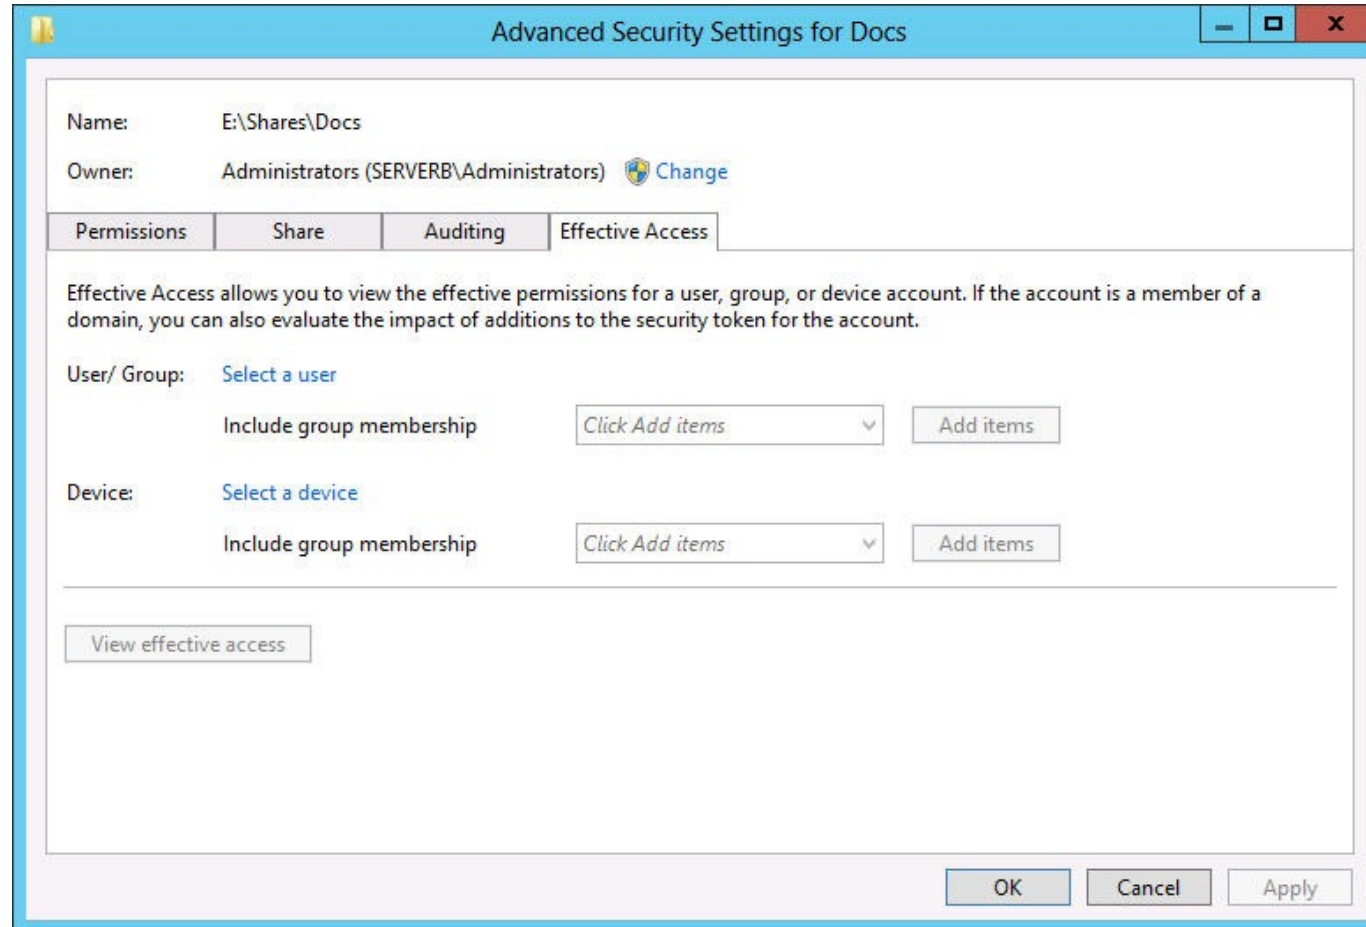 Advanced Security Settings for Docs
Name: E:\Shares\Docs
Owner: Administrators (SERVERB\Administrators) Change
Permissions Share Auditing Effective Access
Effective Access allows you to view the effective permissions for a user, group, or device account. If the account is a member of a
domain, you can also evaluate the impact of additions to the security token for the account.
User/ Group: Select a user
Include group membership Click Add items Add items
Device: Select a device
Include group membership Click Add items Add items
View effective access
OK Cancel Apply